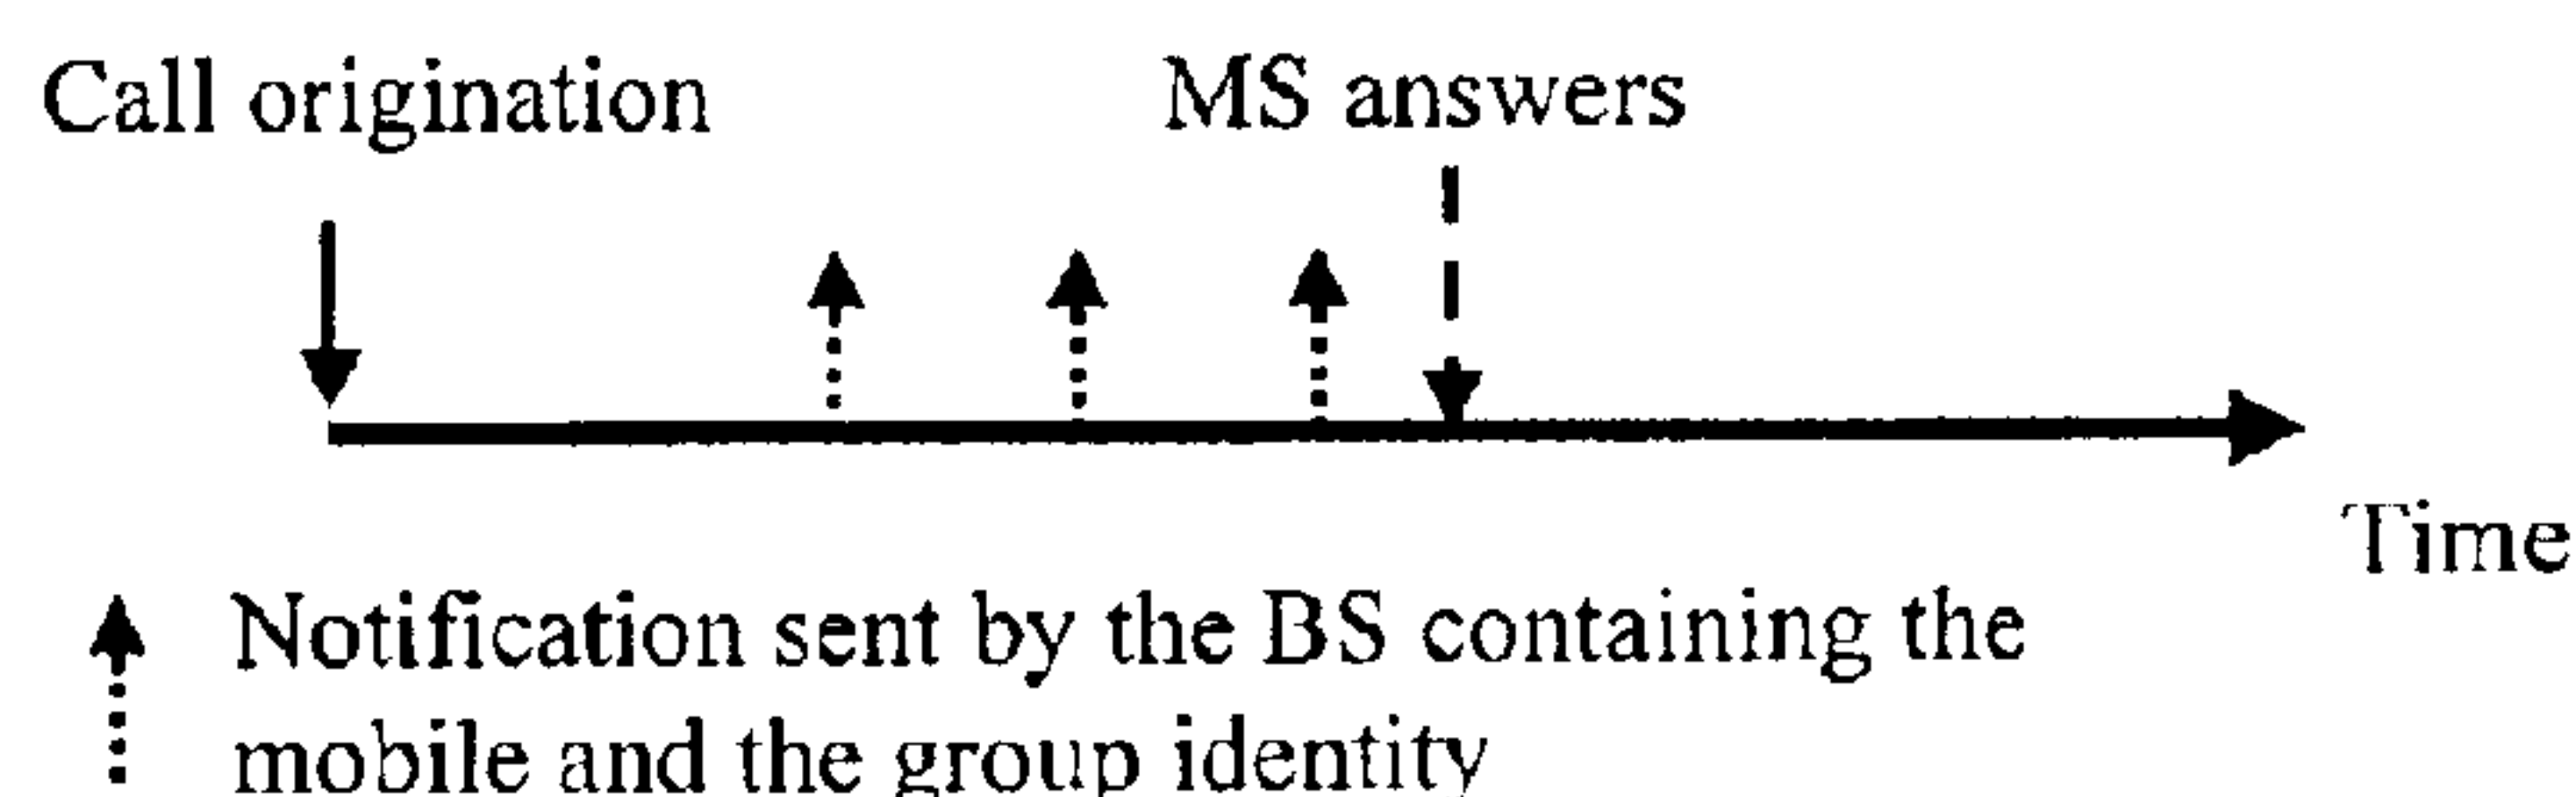 Call origination
MS answers
Time
Notification sent by the BS containing the
mobile and the group identity